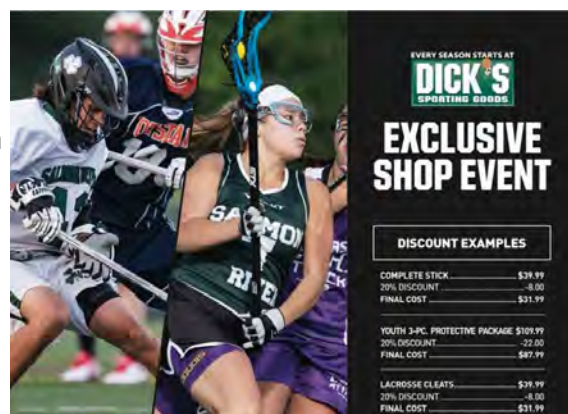 EVERY SEASON STARTS AT
DICK'S
SPORTING GOODS
EXCLUSIVE
SHOP EVENT
DISCOUNT EXAMPLES
COMPLETE STICK $39.99
20% DISCOUNT -8.00
FINAL COST $31.99
YOUTH 3-PC. PROTECTIVE PACKAGE $109.99
20% DISCOUNT -22.00
FINAL COST $87.99
LACROSSE CLEATS $39.99
20% DISCOUNT -8.00
FINAL COST $31.99
SALMON
RIVER